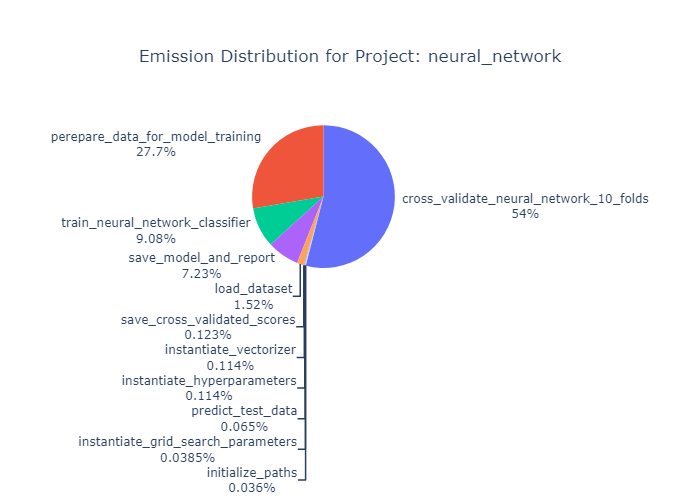 Emission Distribution for Project: neural_network
perepare_data_for_model_training
27.7%
cross_validate_neural_network_10_folds
54%
train_neural_network_classifier
9.08%
save_model_and_report
7.23%
load_dataset
1.52%
save_cross_validated_scores
0.123%
instantiate_vectorizer
0.114%
instantiate_hyperparameters
0.114%
predict_test_data
0.065%
instantiate_grid_search_parameters
0.0385%
initialize_paths
0.036%